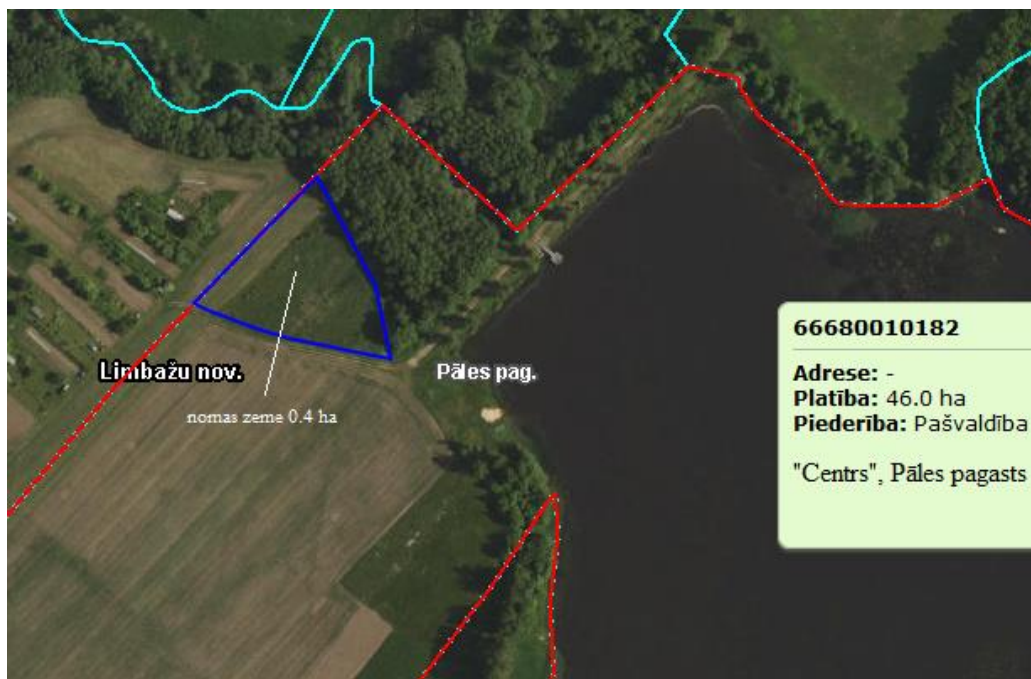 Limbažu nov.
Pāles pag.
nomas zeme 0.4 ha
66680010182
Adrese: -
Platība: 46.0 ha
Piederība: Pašvaldība
"Centrs", Pāles pagasts